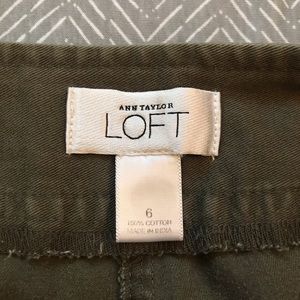 ANN TAYLOR
LOFT
6
100% COTTON
MADE IN INDIA